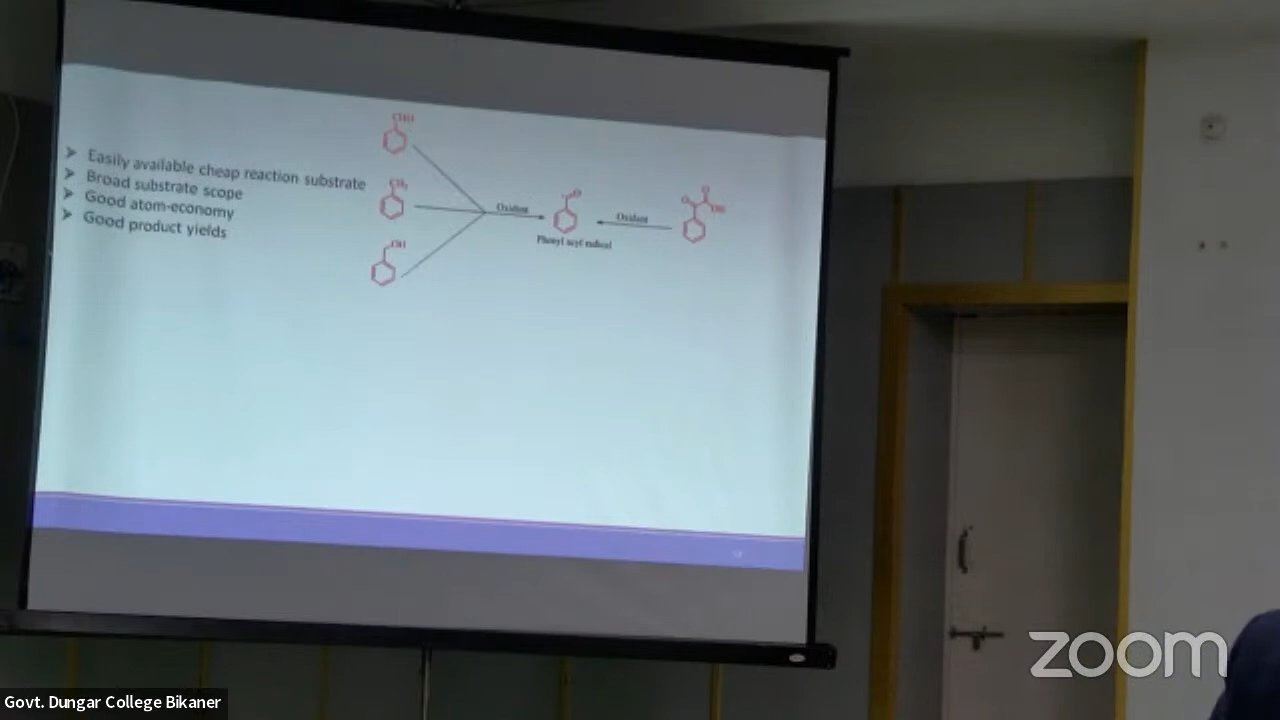 Easily available cheap reaction substrate
Broad substrate scope
Good atom-economy
Good product yields
CH3
OH
Oxidant
O
Phenyl acyl radical
Oxidant
O
O
OH
zoom
Govt. Dungar College Bikaner